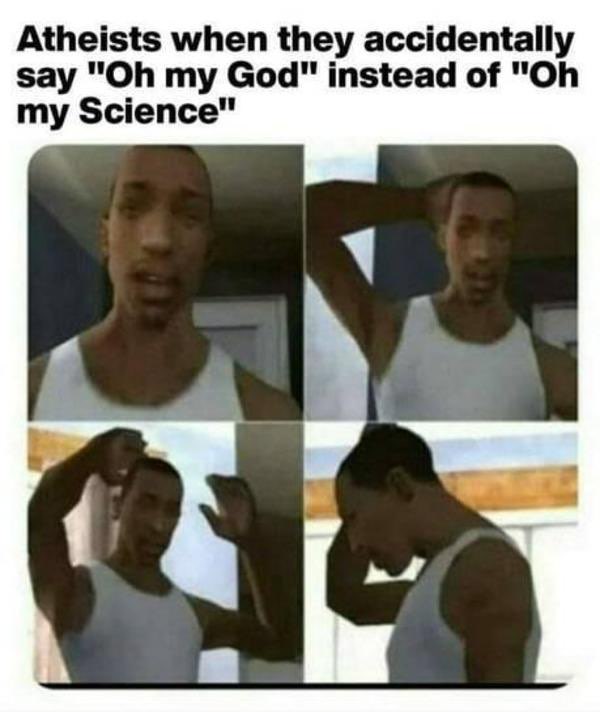 Atheists when they accidentally
say "Oh my God" instead of "Oh
my Science"